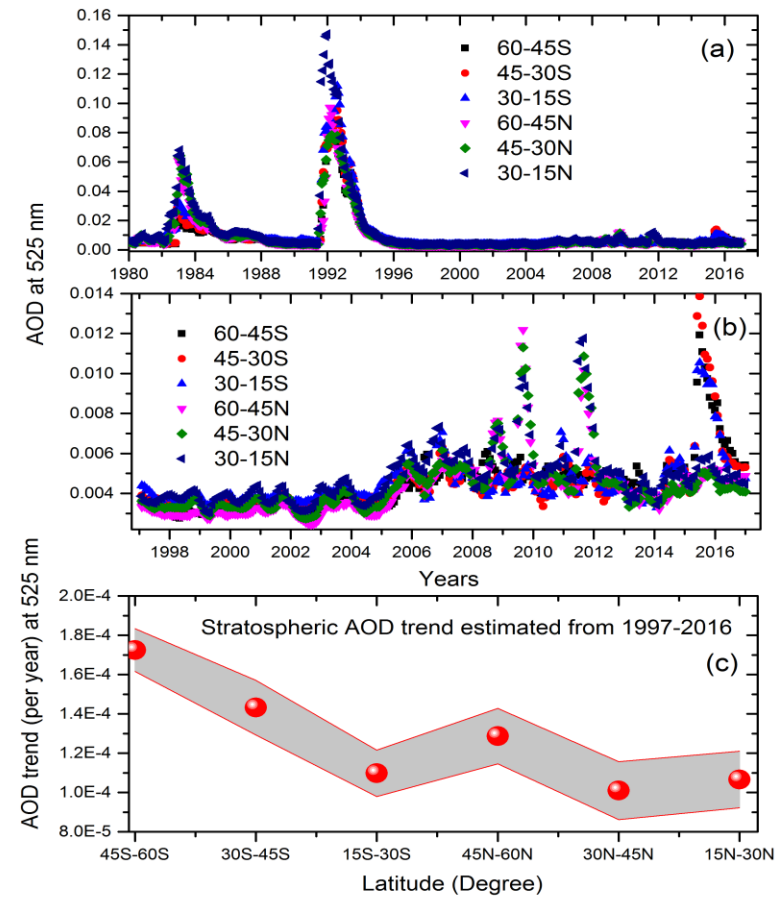 0.16
0.14
0.12
0.10
0.08
0.06
0.04
0.02
0.00
(a)
60-45S
45-30S
30-15S
60-45N
45-30N
30-15N
1980 1984 1988 1992 1996 2000 2004 2008 2012 2016
AOD at 525 nm
0.014
0.012
0.010
0.008
0.006
0.004
(b)
60-45S
45-30S
30-15S
60-45N
45-30N
30-15N
1998 2000 2002 2004 2006 2008 2010 2012 2014 2016
Years
AOD trend (per year) at 525 nm
2.0E-4
1.8E-4
1.6E-4
1.4E-4
1.2E-4
1.0E-4
8.0E-5
Stratospheric AOD trend estimated from 1997-2016
(c)
45S-60S 30S-45S 15S-30S 45N-60N 30N-45N 15N-30N
Latitude (Degree)